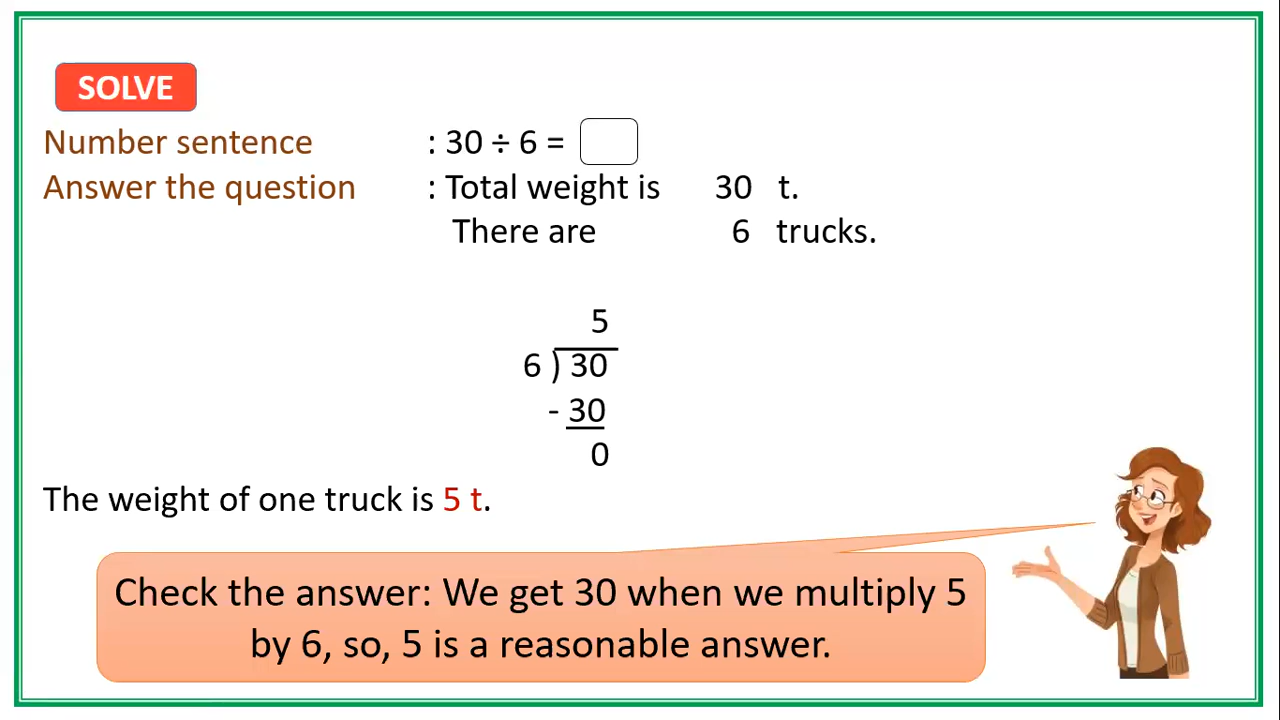 SOLVE
Number sentence : 30 ÷ 6 =
Answer the question : Total weight is 30 t.
There are 6 trucks.
5
6 ) 30
- 30
0
The weight of one truck is 5 t.
Check the answer: We get 30 when we multiply 5
by 6, so, 5 is a reasonable answer.